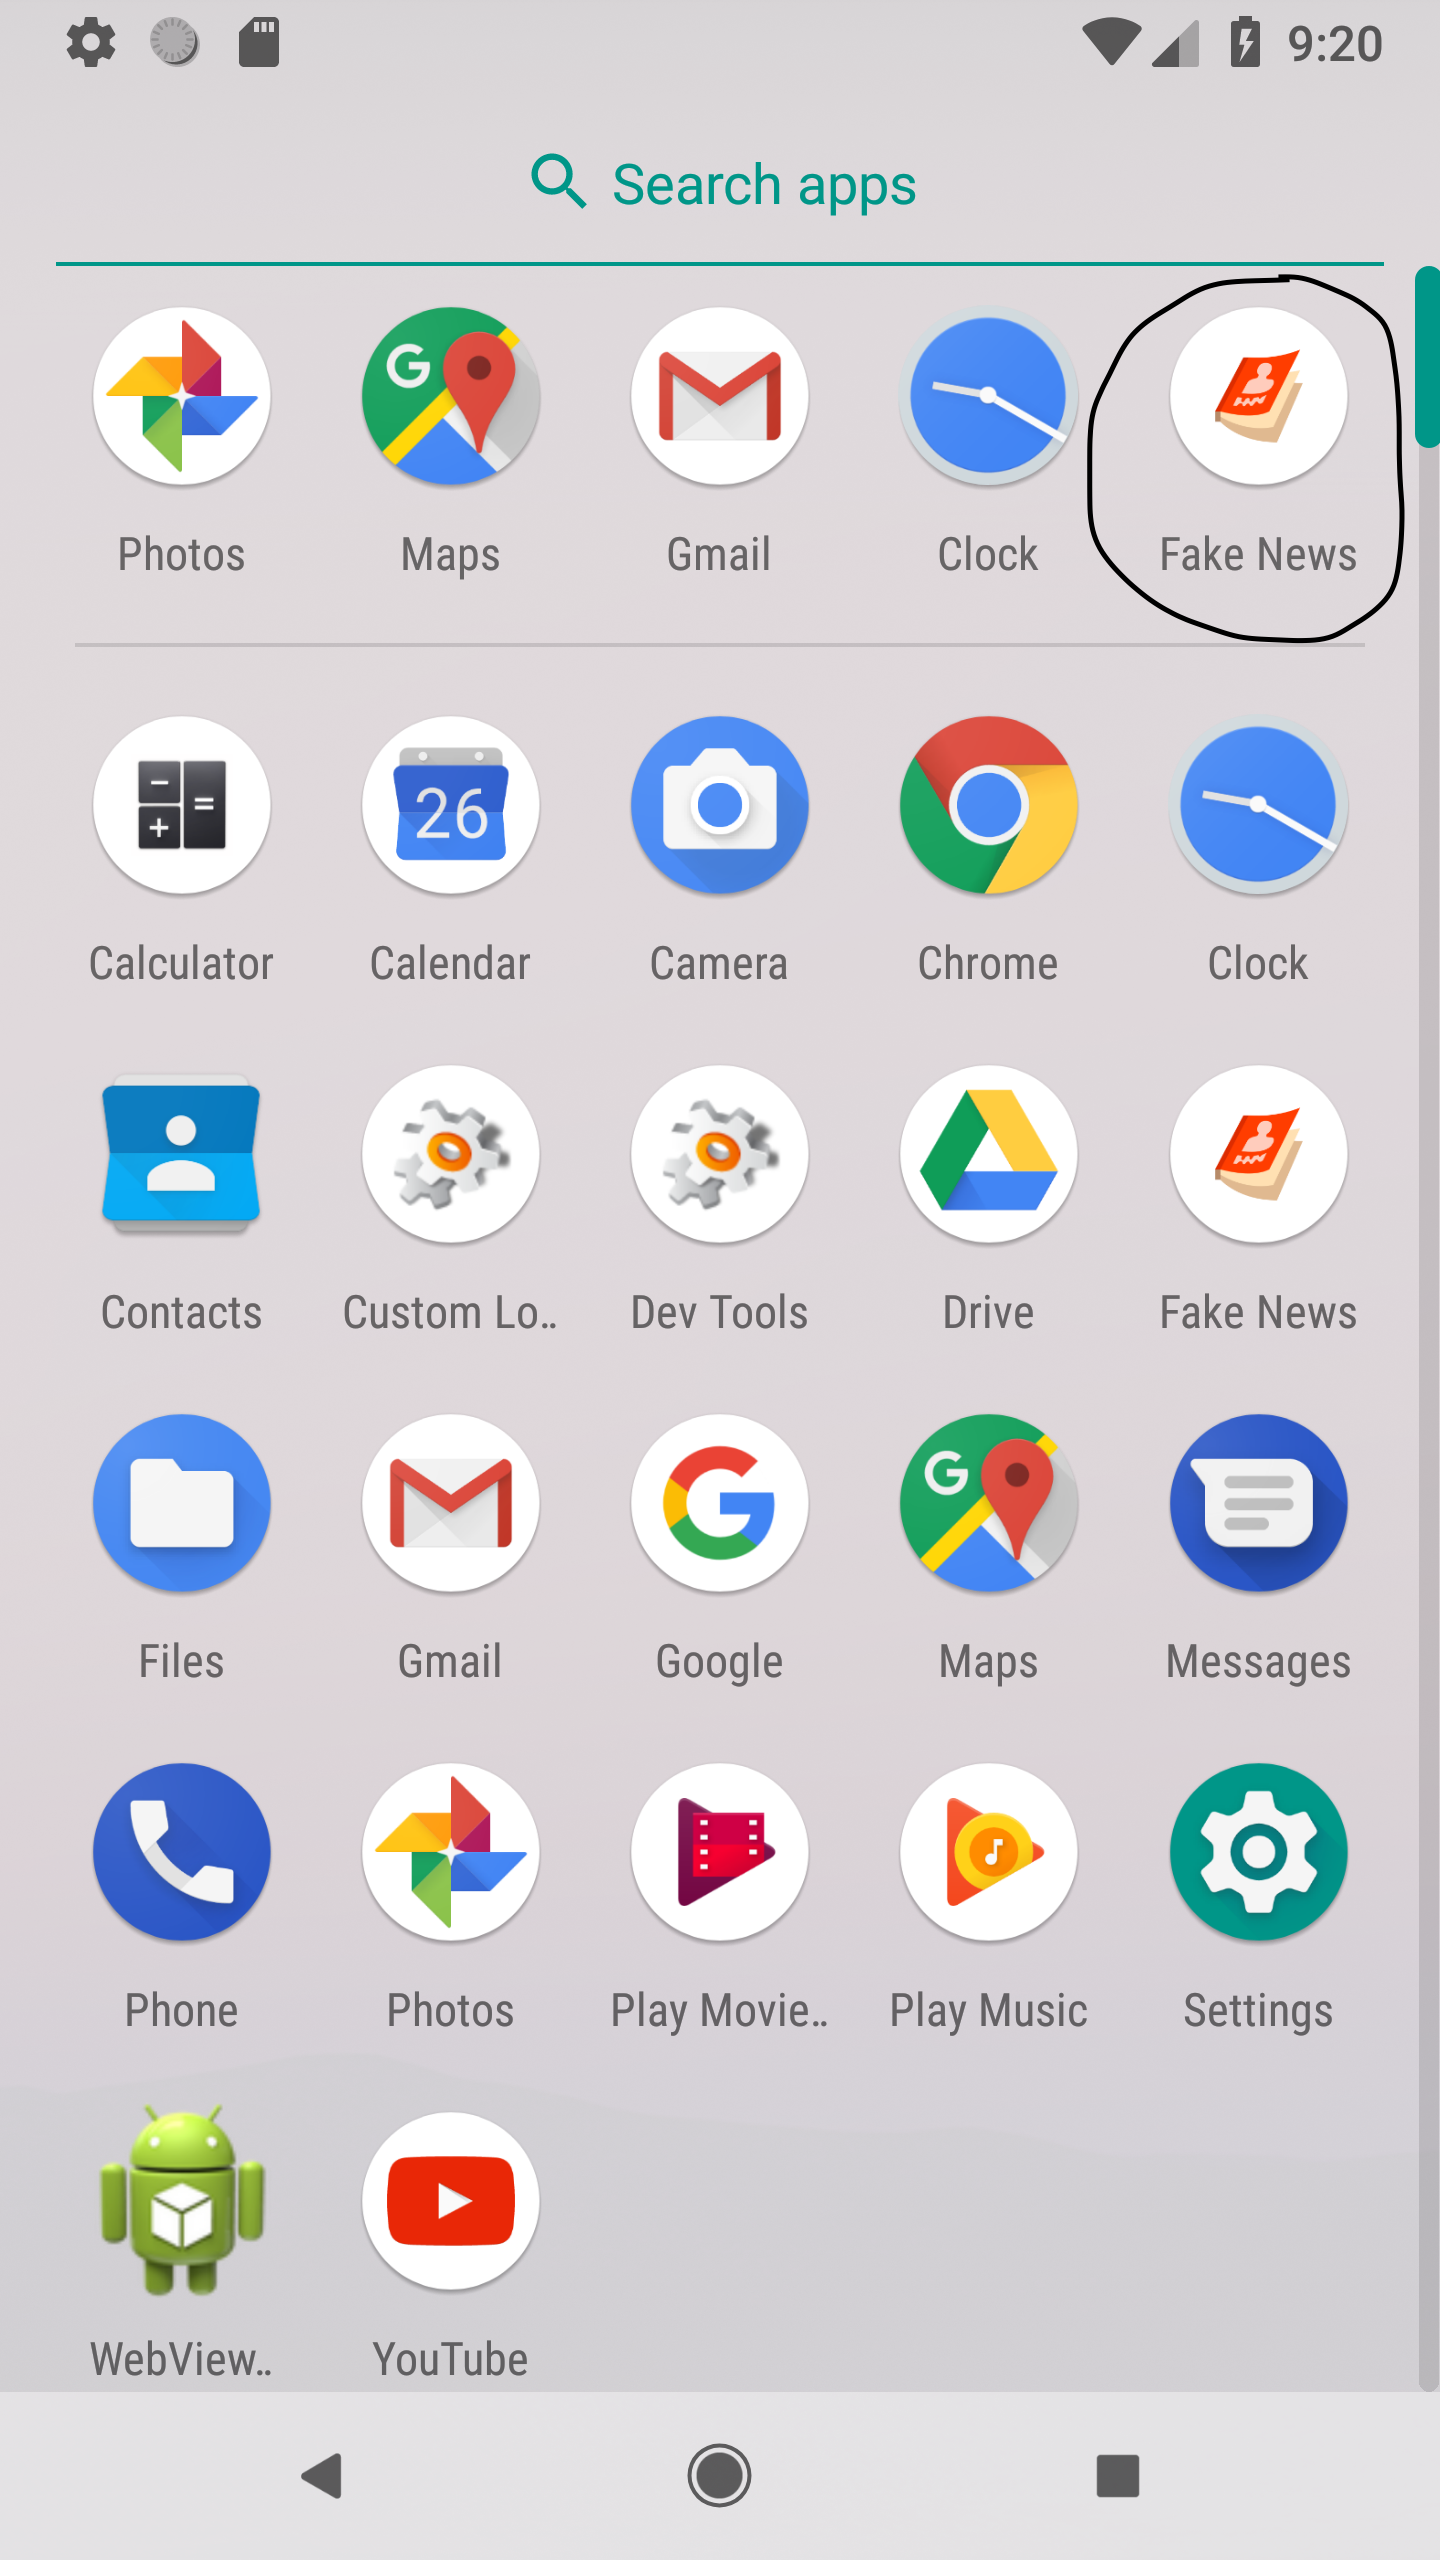 9:20
Search apps
Photos Maps Gmail Clock Fake News
26
Calculator Calendar Camera Chrome Clock
Contacts Custom Lo.. Dev Tools Drive Fake News
Files Gmail Google Maps Messages
Phone Photos Play Movie.. Play Music Settings
WebView.. YouTube